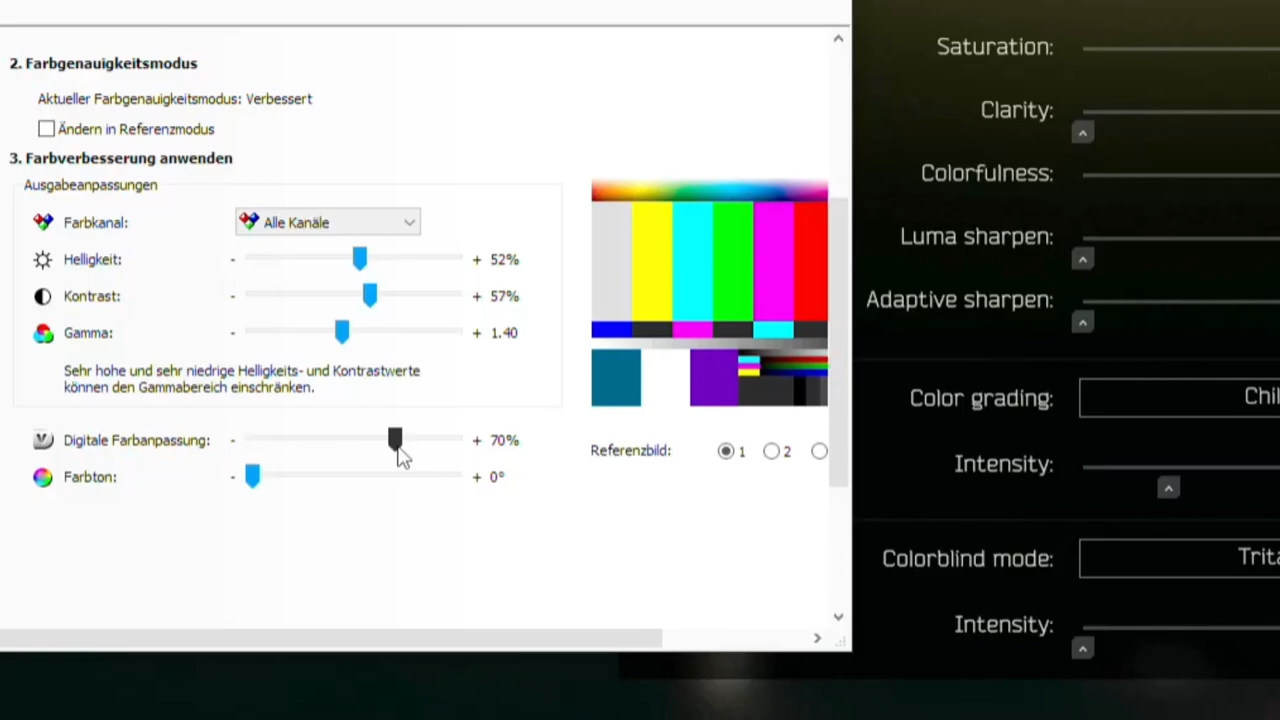 2. Farbgenauigkeitsmodus
Aktueller Farbgenauigkeitsmodus: Verbessert
Ändern in Referenzmodus
3. Farbverbesserung anwenden
Ausgabeanpassungen
Farbkanal: Alle Kanäle
Helligkeit: - + 52%
Kontrast: - + 57%
Gamma: - + 1.40
Sehr hohe und sehr niedrige Helligkeits- und Kontrastwerte
können den Gammabereich einschränken.
Digitale Farbanpassung: - + 70%
Farbton: - + 0°
Referenzbild: 1 2
Saturation:
Clarity:
Colorfulness:
Luma sharpen:
Adaptive sharpen:
Color grading: Chil
Intensity:
Colorblind mode: Trita
Intensity: